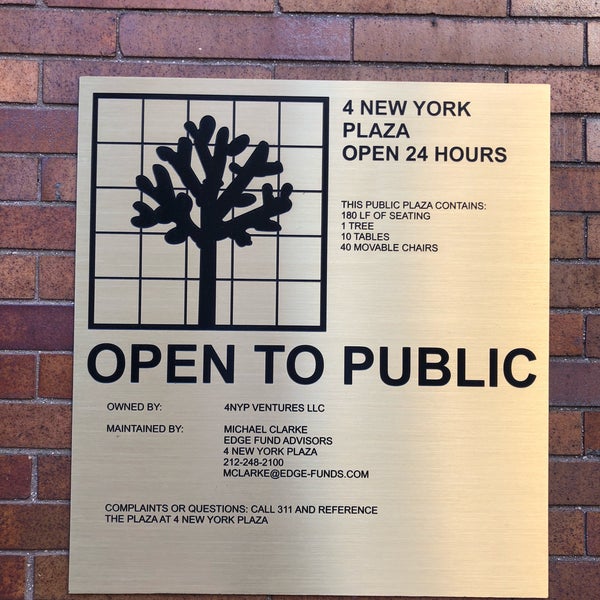 4 NEW YORK
PLAZA
OPEN 24 HOURS
THIS PUBLIC PLAZA CONTAINS:
180 LF OF SEATING
1 TREE
10 TABLES
40 MOVABLE CHAIRS
OPEN TO PUBLIC
OWNED BY: 4NYP VENTURES LLC
MAINTAINED BY: MICHAEL CLARKE
EDGE FUND ADVISORS
4 NEW YORK PLAZA
212-248-2100
MCLARKE@EDGE-FUNDS.COM
COMPLAINTS OR QUESTIONS: CALL 311 AND REFERENCE
THE PLAZA AT 4 NEW YORK PLAZA